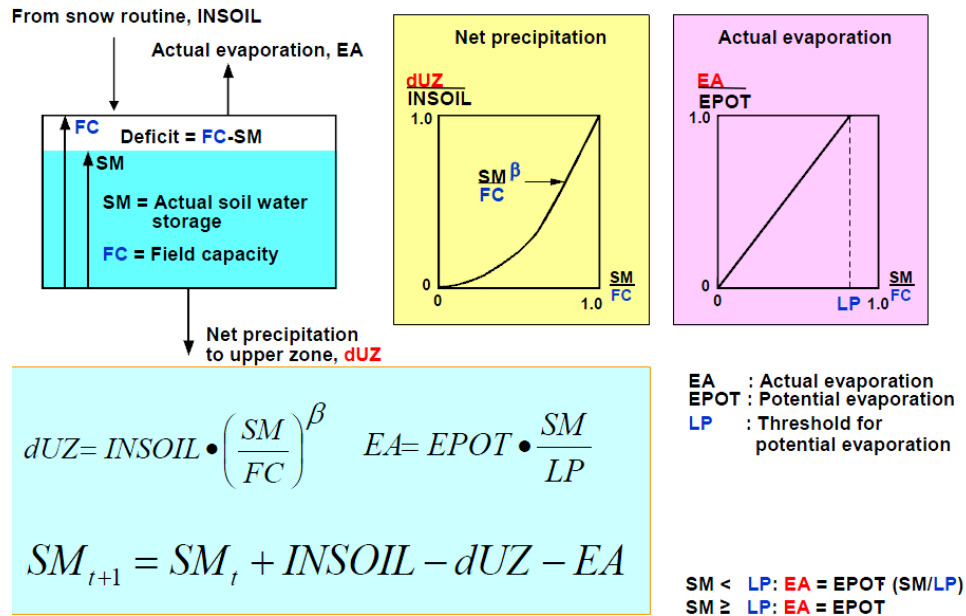 From snow routine, INSOIL
Actual evaporation, EA
FC
Deficit = FC-SM
SM
SM = Actual soil water
storage
FC = Field capacity
Net precipitation
to upper zone, dUZ
Net precipitation
dUZ
INSOIL
1.0
SM β
FC
0
0
1.0
SM
FC
Actual evaporation
EA
EPOT
1.0
0
0
LP
1.0
SM
FC
EA : Actual evaporation
EPOT : Potential evaporation
LP : Threshold for
potential evaporation
dUZ= INSOIL • (SM/FC)^β EA= EPOT • SM/LP
SM_{t+1} = SM_t + INSOIL – dUZ – EA
SM < LP: EA = EPOT (SM/LP)
SM ≥ LP: EA = EPOT